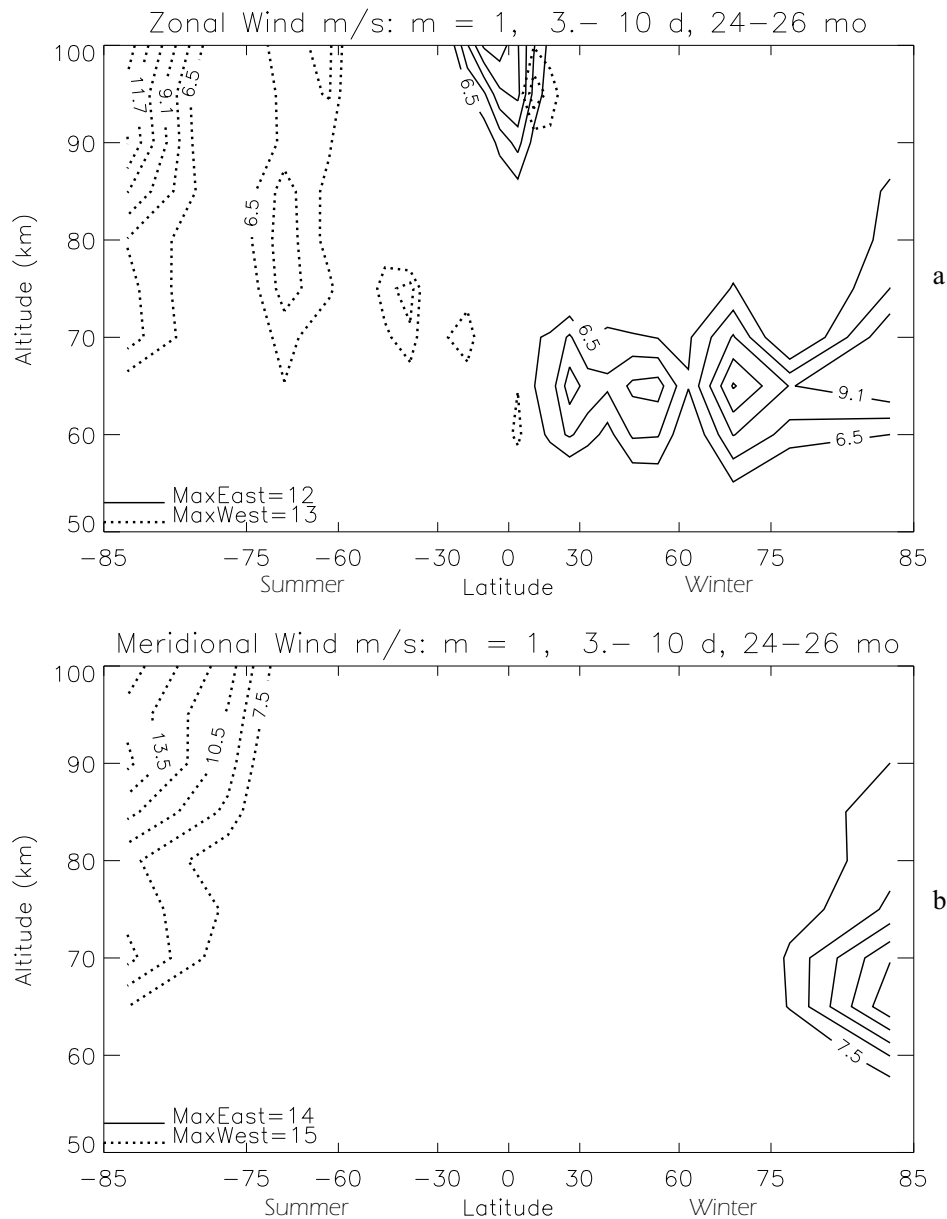 Zonal Wind m/s: m = 1, 3.– 10 d, 24–26 mo
100
90
80
70
60
50
Altitude (km)
11.7
9.1
6.5
6.5
6.5
6.5
9.1
6.5
a
MaxEast=12
MaxWest=13
−85 −75 −60 −30 0 30 60 75 85
Summer Latitude Winter
Meridional Wind m/s: m = 1, 3.– 10 d, 24–26 mo
100
90
80
70
60
50
Altitude (km)
13.5
10.5
7.5
7.5
b
MaxEast=14
MaxWest=15
−85 −75 −60 −30 0 30 60 75 85
Summer Latitude Winter